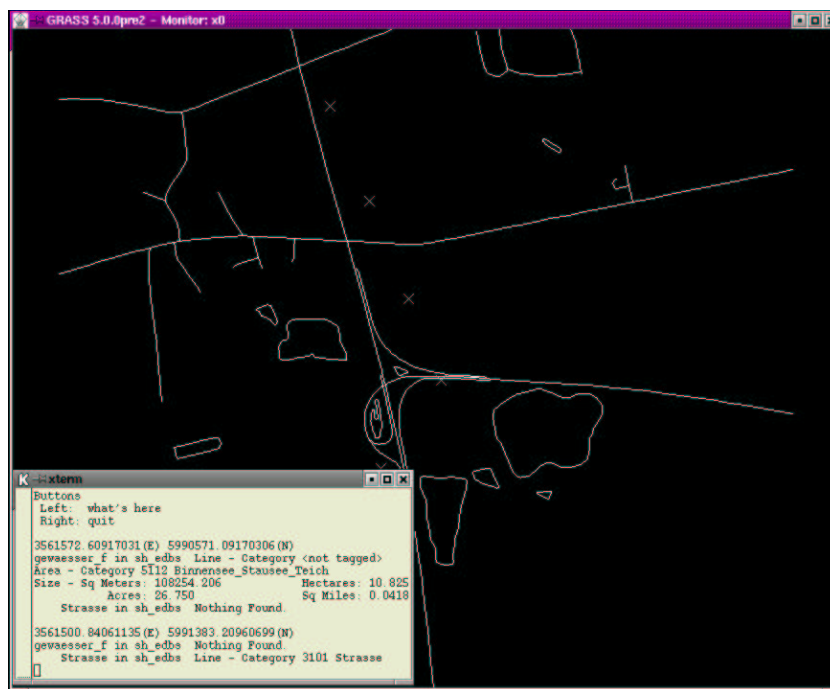 GRASS 5.0.0pre2 - Monitor: x0
xterm
Buttons
Left: what's here
Right: quit
3561572.60917031(E) 5990571.09170306(N)
gewaesser_f in sh_edbs Line - Category <not tagged>
Area - Category 5112 Binnensee_Stausee_Teich
Size - Sq Meters: 108254.206 Hectares: 10.825
Acres: 26.750 Sq Miles: 0.0418
Strasse in sh_edbs Nothing Found.
3561500.84061135(E) 5991383.20960699(N)
gewaesser_f in sh_edbs Nothing Found.
Strasse in sh_edbs Line - Category 3101 Strasse